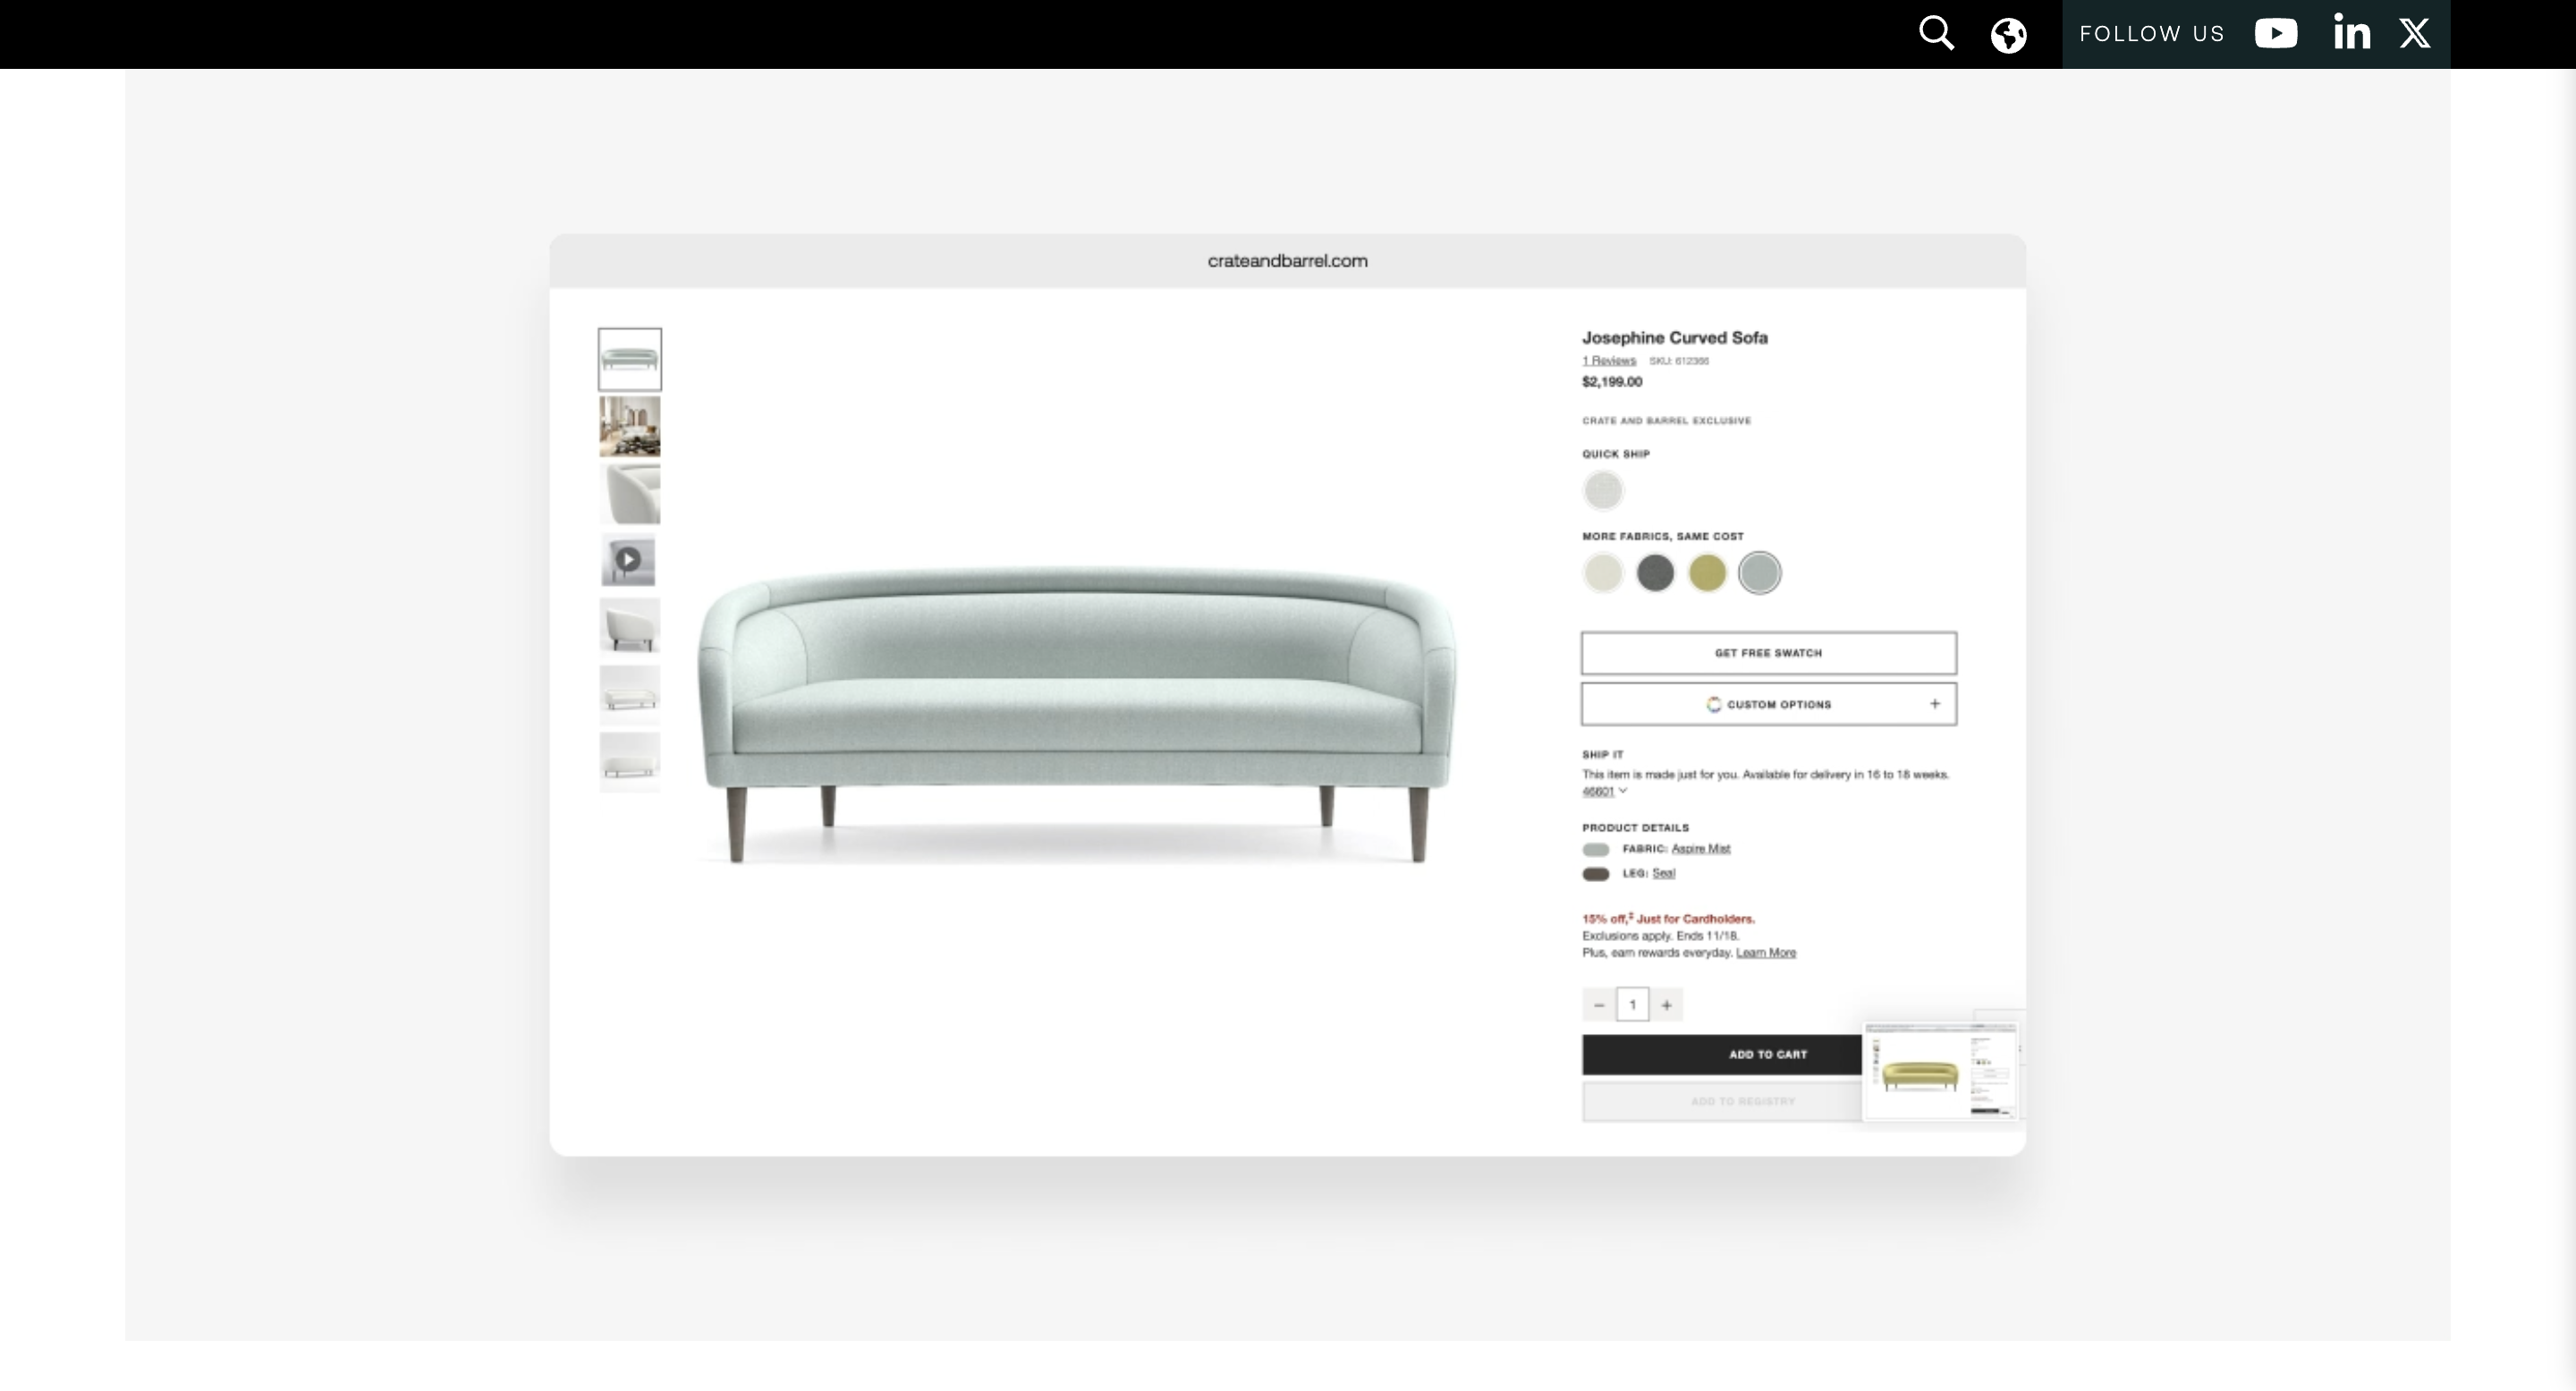 FOLLOW US
crateandbarrel.com
Josephine Curved Sofa
1 Reviews SKU: 612366
$2,199.00
CRATE AND BARREL EXCLUSIVE
QUICK SHIP
MORE FABRICS, SAME COST
GET FREE SWATCH
CUSTOM OPTIONS +
SHIP IT
This item is made just for you. Available for delivery in 16 to 18 weeks.
46601
PRODUCT DETAILS
FABRIC: Aspire Mist
LEG: Seal
15% off,‡ Just for Cardholders.
Exclusions apply. Ends 11/18.
Plus, earn rewards everyday. Learn More
− 1 +
ADD TO CART
ADD TO REGISTRY